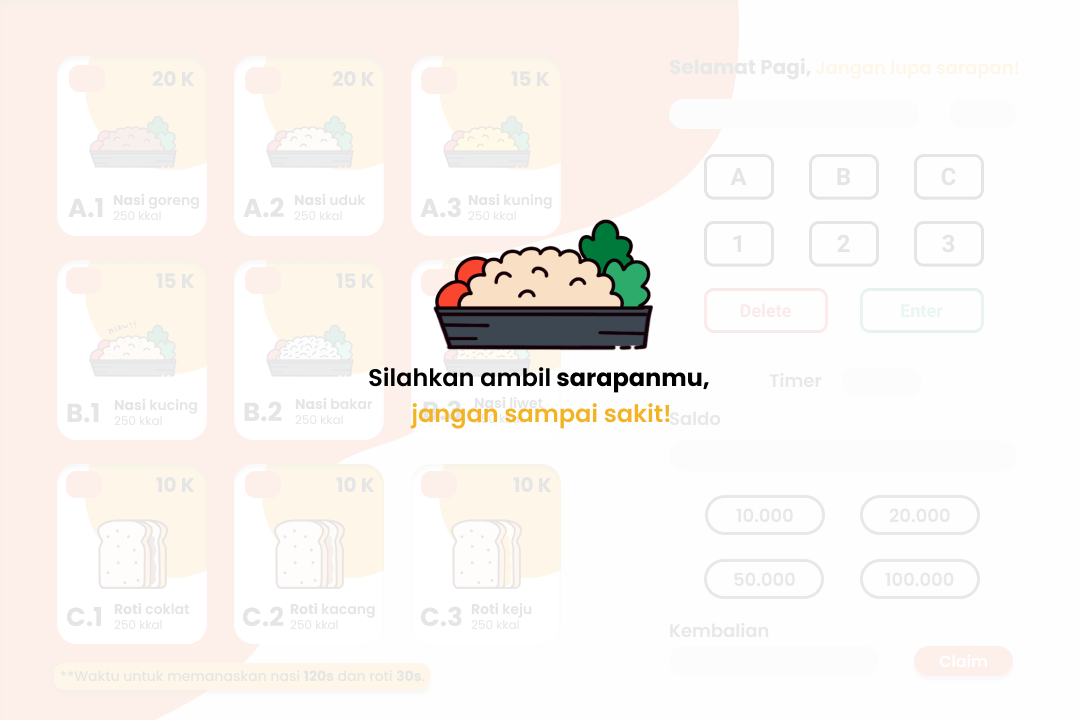 Selamat Pagi, Jangan lupa sarapan!
20 K
20 K
15 K
A.1 Nasi goreng
250 kkal
A.2 Nasi uduk
250 kkal
A.3 Nasi kuning
250 kkal
A
B
C
1
2
3
Delete
Enter
15 K
15 K
MEAW!!
B.1 Nasi kucing
250 kkal
B.2 Nasi bakar
250 kkal
B.3 Nasi liwet
Silahkan ambil sarapanmu,
jangan sampai sakit!
Timer
Saldo
10 K
10 K
10 K
C.1 Roti coklat
250 kkal
C.2 Roti kacang
250 kkal
C.3 Roti keju
250 kkal
10.000
20.000
50.000
100.000
Kembalian
Claim
**Waktu untuk memanaskan nasi 120s dan roti 30s.